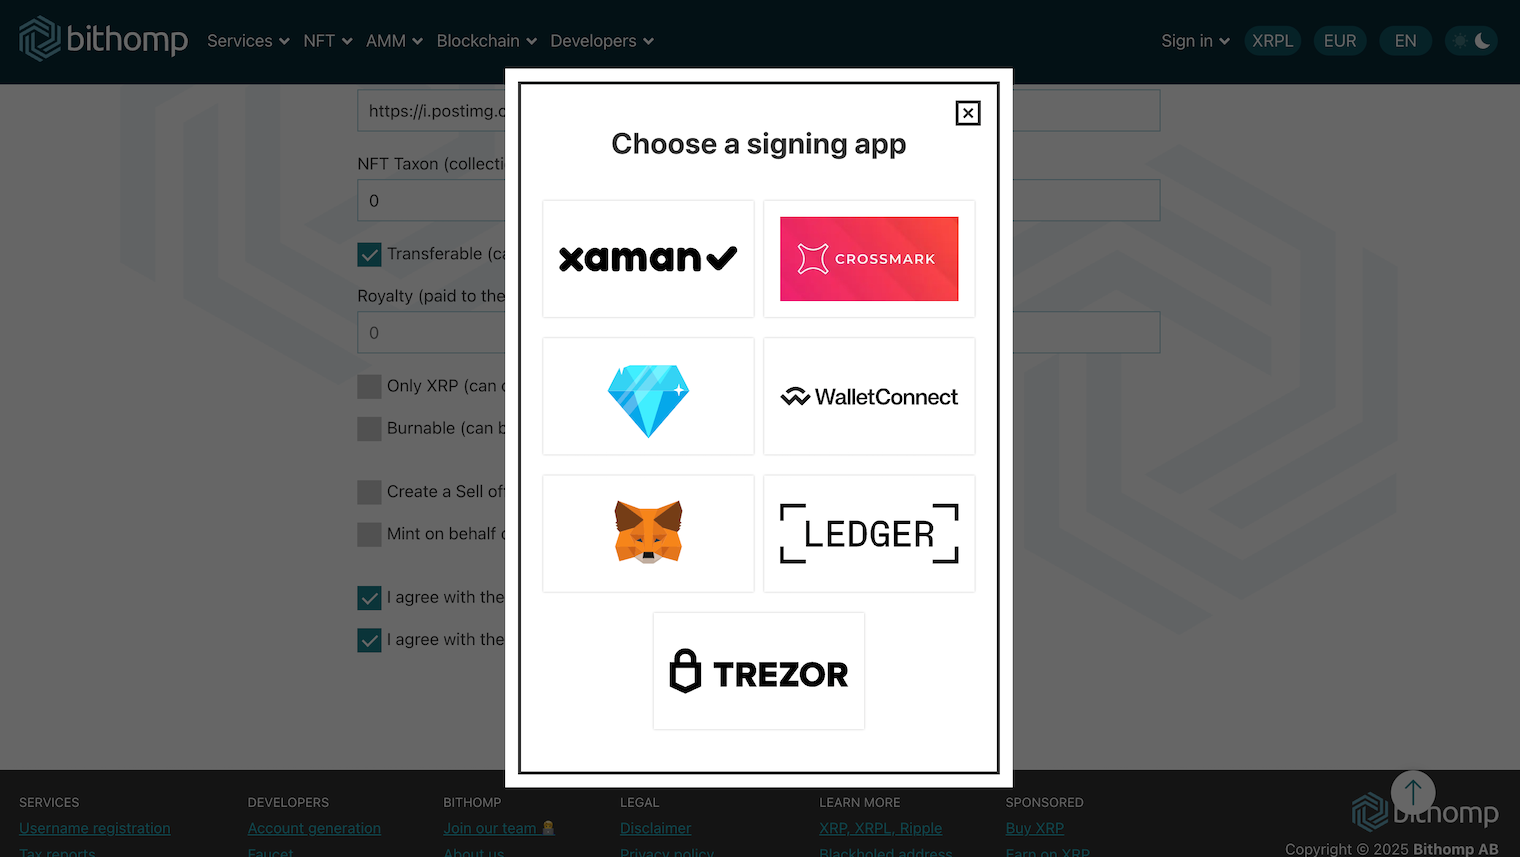 bithomp Services NFT AMM Blockchain Developers Sign in XRPL EUR EN
https://i.postimg.c
NFT Taxon (collecti
0
Transferable (ca
Royalty (paid to the
0
Only XRP (can
Burnable (can b
Create a Sell of
Mint on behalf
I agree with the
I agree with the
Choose a signing app
xaman
CROSSMARK
WalletConnect
LEDGER
TREZOR
SERVICES
Username registration
Tax reports
DEVELOPERS
Account generation
Faucet
BITHOMP
Join our team
About us
LEGAL
Disclaimer
Privacy policy
LEARN MORE
XRP, XRPL, Ripple
Blackholed address
SPONSORED
Buy XRP
Earn on XRP
bithomp
Copyright © 2025 Bithomp AB